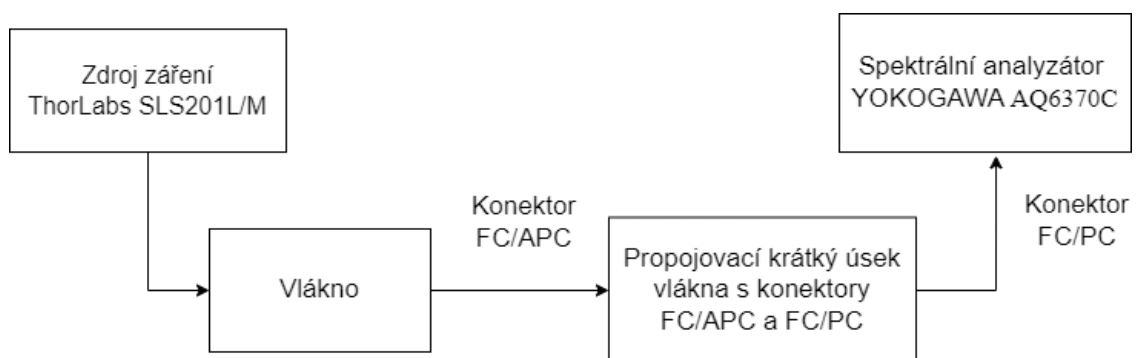 Zdroj záření
ThorLabs SLS201L/M
Spektrální analyzátor
YOKOGAWA AQ6370C
Vlákno
Konektor
FC/APC
Propojovací krátký úsek
vlákna s konektory
FC/APC a FC/PC
Konektor
FC/PC